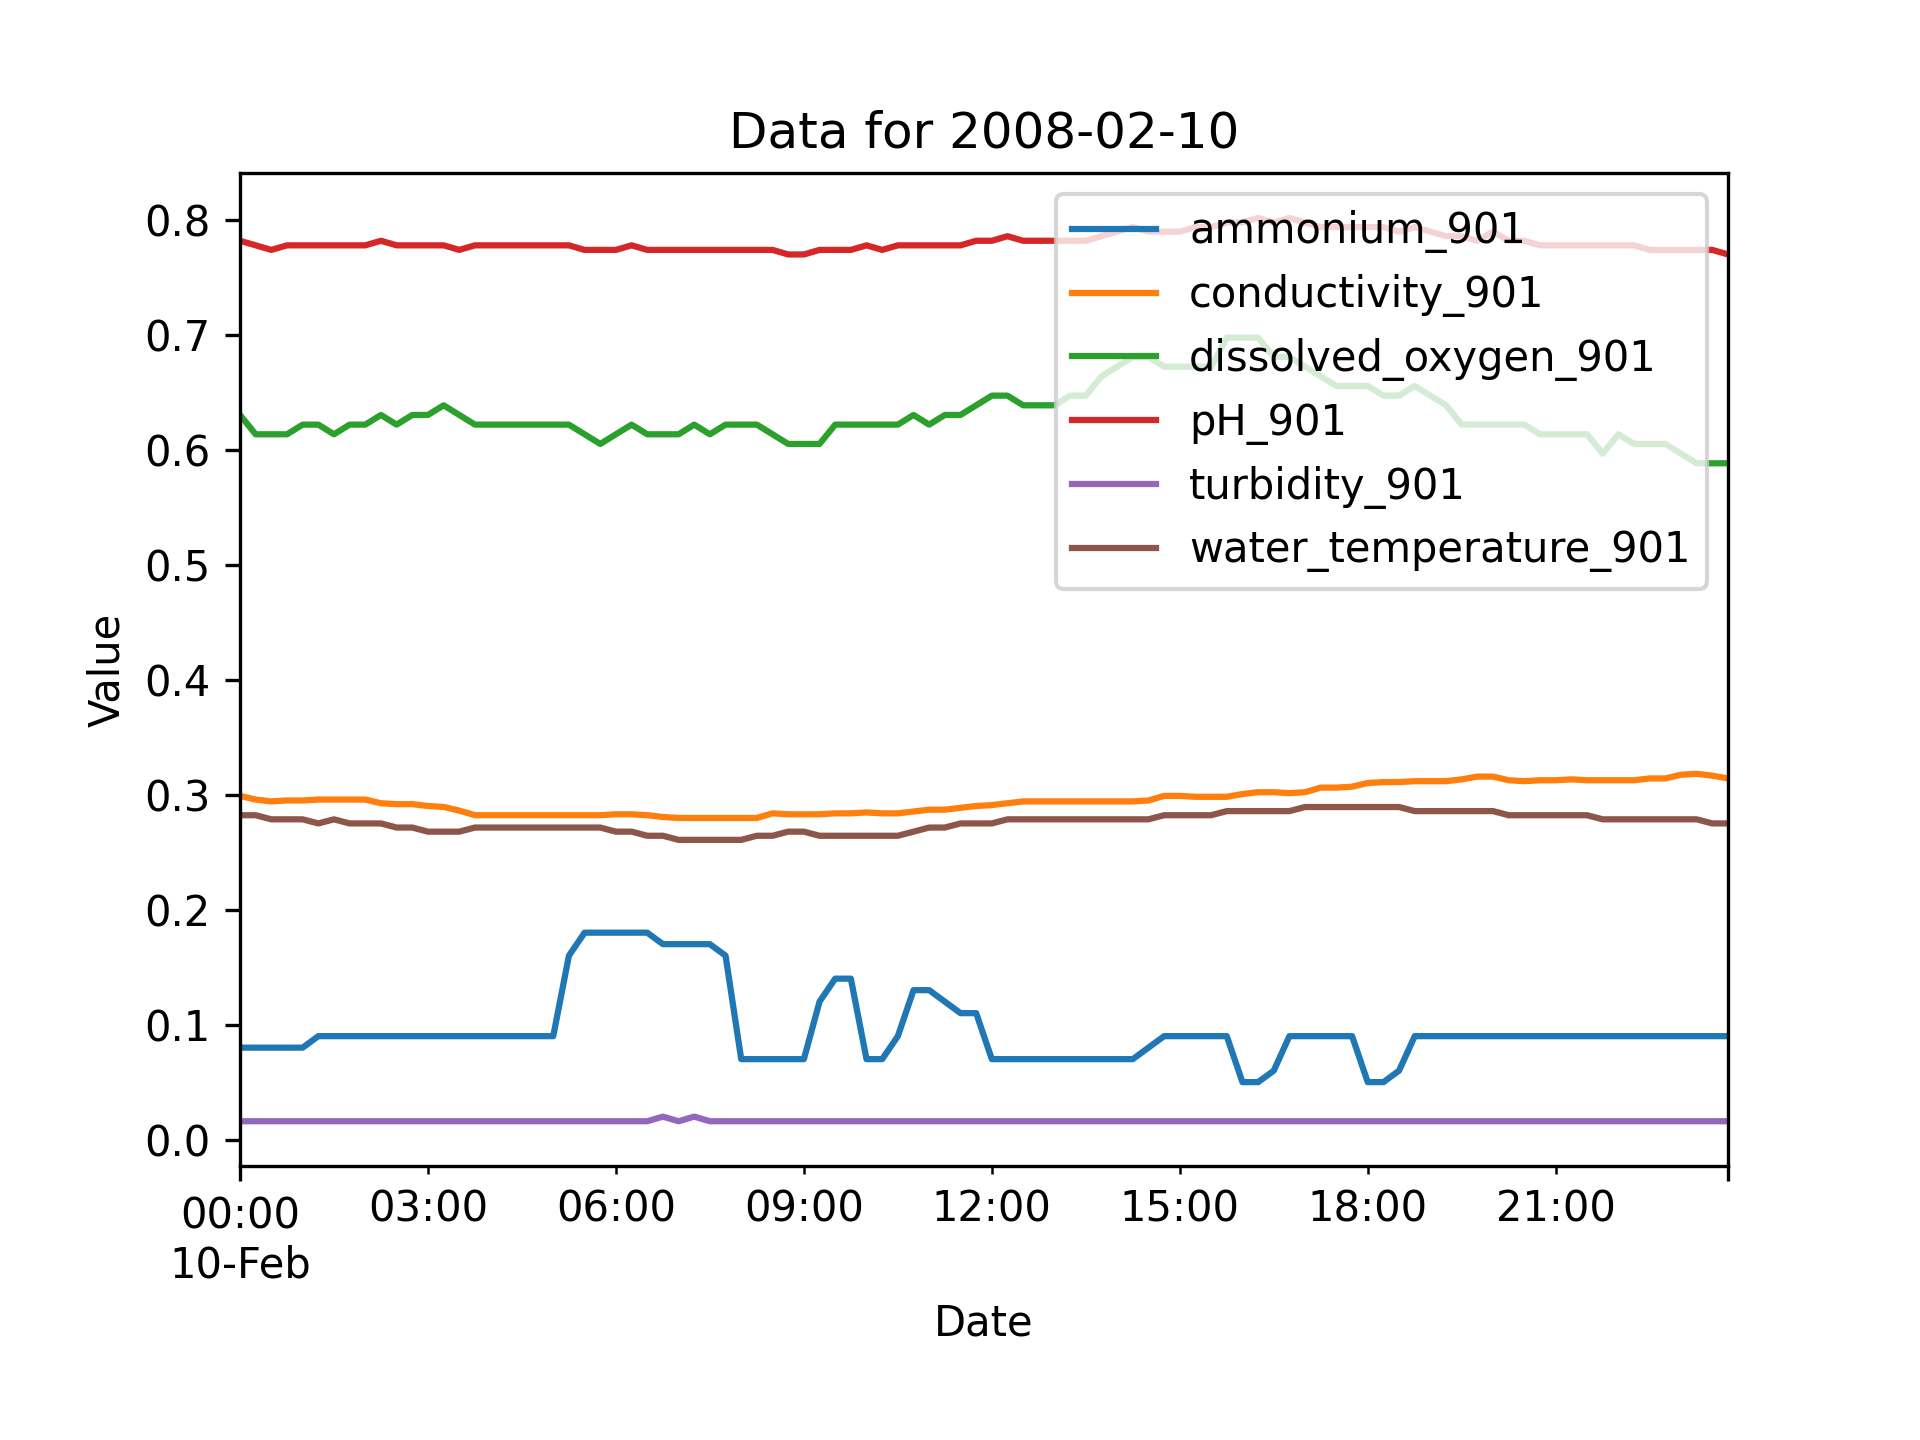 Data for 2008-02-10
0.8
0.7
0.6
0.5
0.4
0.3
0.2
0.1
0.0
Value
ammonium_901
conductivity_901
dissolved_oxygen_901
pH_901
turbidity_901
water_temperature_901
00:00 03:00 06:00 09:00 12:00 15:00 18:00 21:00
10-Feb
Date